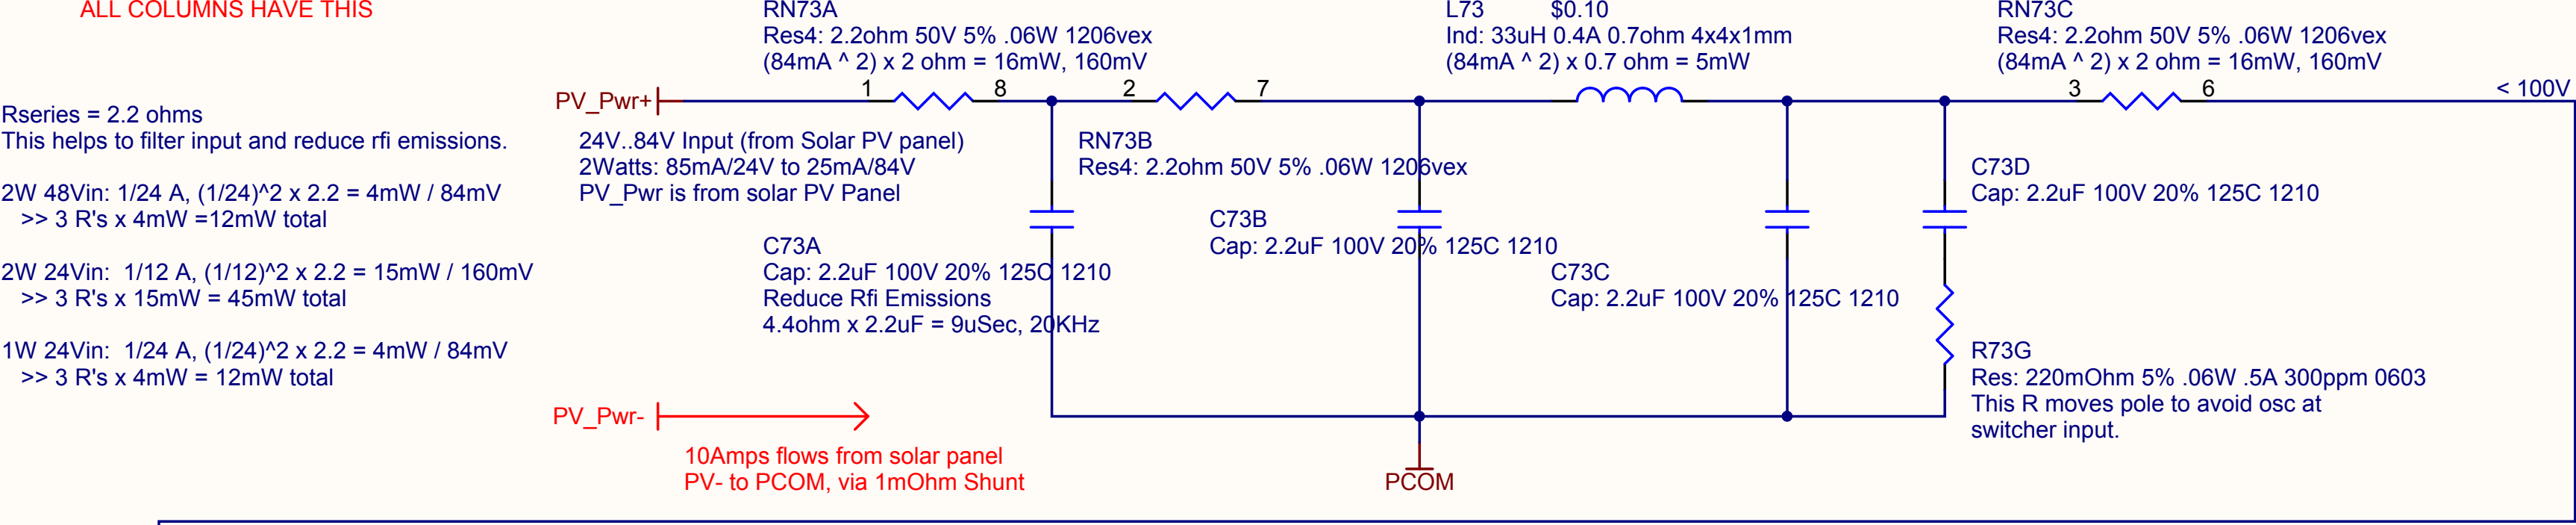 ALL COLUMNS HAVE THIS
Rseries = 2.2 ohms
This helps to filter input and reduce rfi emissions.
2W 48Vin: 1/24 A, (1/24)^2 x 2.2 = 4mW / 84mV
>> 3 R's x 4mW =12mW total
2W 24Vin:  1/12 A, (1/12)^2 x 2.2 = 15mW / 160mV
>> 3 R's x 15mW = 45mW total
1W 24Vin:  1/24 A, (1/24)^2 x 2.2 = 4mW / 84mV
>> 3 R's x 4mW = 12mW total
RN73A
Res4: 2.2ohm 50V 5% .06W 1206vex
(84mA ^ 2) x 2 ohm = 16mW, 160mV
1 8 2 7
PV_Pwr+
24V..84V Input (from Solar PV panel)
2Watts: 85mA/24V to 25mA/84V
PV_Pwr is from solar PV Panel
RN73B
Res4: 2.2ohm 50V 5% .06W 1206vex
C73A
Cap: 2.2uF 100V 20% 125C 1210
Reduce Rfi Emissions
4.4ohm x 2.2uF = 9uSec, 20KHz
C73B
Cap: 2.2uF 100V 20% 125C 1210
L73 $0.10
Ind: 33uH 0.4A 0.7ohm 4x4x1mm
(84mA ^ 2) x 0.7 ohm = 5mW
C73C
Cap: 2.2uF 100V 20% 125C 1210
RN73C
Res4: 2.2ohm 50V 5% .06W 1206vex
(84mA ^ 2) x 2 ohm = 16mW, 160mV
3 6
< 100V
C73D
Cap: 2.2uF 100V 20% 125C 1210
R73G
Res: 220mOhm 5% .06W .5A 300ppm 0603
This R moves pole to avoid osc at
switcher input.
PV_Pwr-
10Amps flows from solar panel
PV- to PCOM, via 1mOhm Shunt
PCOM